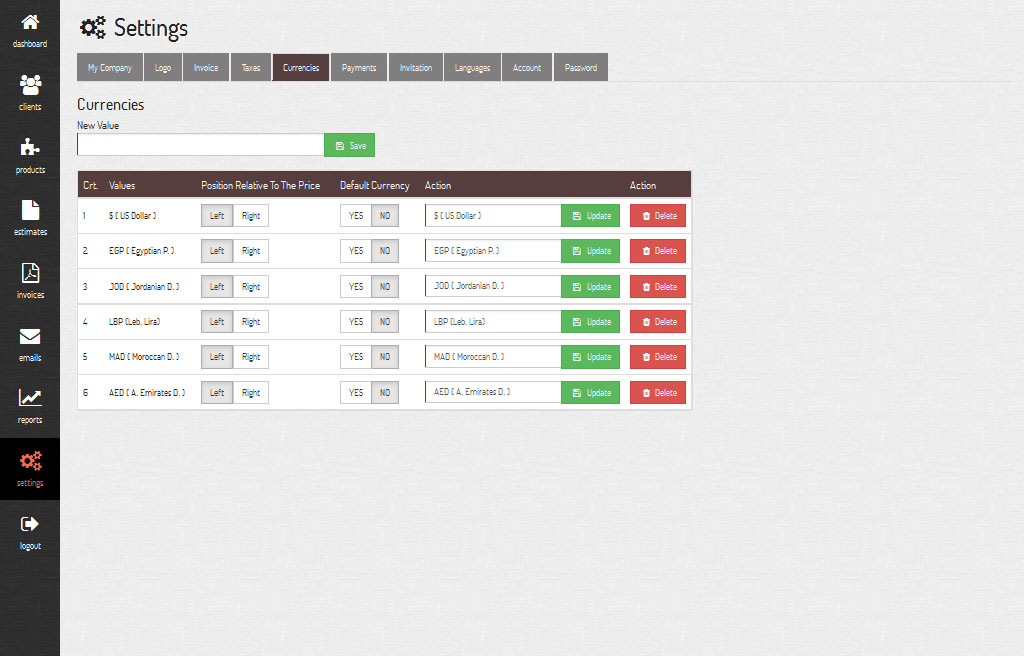 Settings
dashboard
clients
products
estimates
invoices
emails
reports
settings
logout
My Company Logo Invoice Taxes Currencies Payments Invitation Languages Account Password
Currencies
New Value
Save
Crt. Values Position Relative To The Price Default Currency Action Action
1 $ ( US Dollar ) Left Right YES NO $ ( US Dollar ) Update Delete
2 EGP ( Egyptian P. ) Left Right YES NO EGP ( Egyptian P. ) Update Delete
3 JOD ( Jordanian D. ) Left Right YES NO JOD ( Jordanian D. ) Update Delete
4 LBP (Leb. Lira) Left Right YES NO LBP (Leb. Lira) Update Delete
5 MAD ( Moroccan D. ) Left Right YES NO MAD ( Moroccan D. ) Update Delete
6 AED ( A. Emirates D. ) Left Right YES NO AED ( A. Emirates D. ) Update Delete